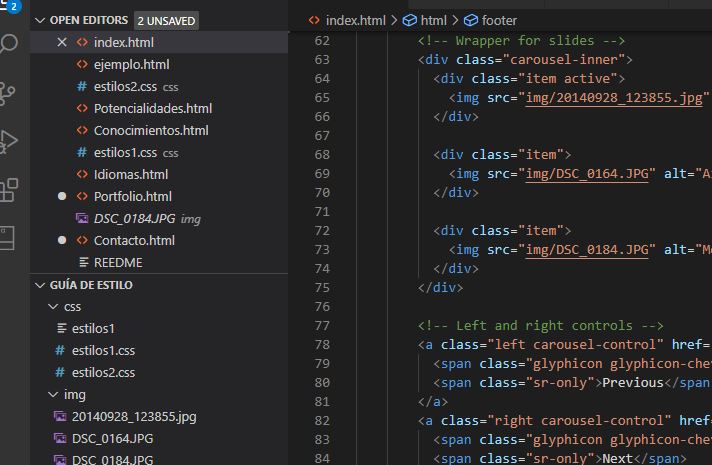 2
OPEN EDITORS 2 UNSAVED
index.html
ejemplo.html
estilos2.css css
Potencialidades.html
Conocimientos.html
estilos1.css css
Idiomas.html
Portfolio.html
DSC_0184.JPG img
Contacto.html
REEDME
GUÍA DE ESTILO
css
estilos1
estilos1.css
estilos2.css
img
20140928_123855.jpg
DSC_0164.JPG
DSC_0184.JPG
index.html > html > footer
62 <!-- Wrapper for slides -->
63 <div class="carousel-inner">
64 <div class="item active">
65 <img src="img/20140928_123855.jpg"
66 </div>
67
68 <div class="item">
69 <img src="img/DSC_0164.JPG" alt="A
70 </div>
71
72 <div class="item">
73 <img src="img/DSC_0184.JPG" alt="M
74 </div>
75 </div>
76
77 <!-- Left and right controls -->
78 <a class="left carousel-control" href=
79 <span class="glyphicon glyphicon-che
80 <span class="sr-only">Previous</span
81 </a>
82 <a class="right carousel-control" href
83 <span class="glyphicon glyphicon-che
84 <span class="sr-only">Next</span>